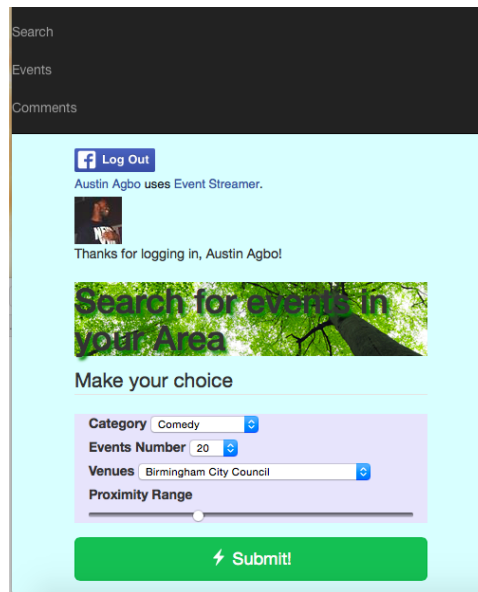 Search
Events
Comments
f Log Out
Austin Agbo uses Event Streamer.
Thanks for logging in, Austin Agbo!
Search for events in
your Area
Make your choice
Category Comedy
Events Number 20
Venues Birmingham City Council
Proximity Range
Submit!